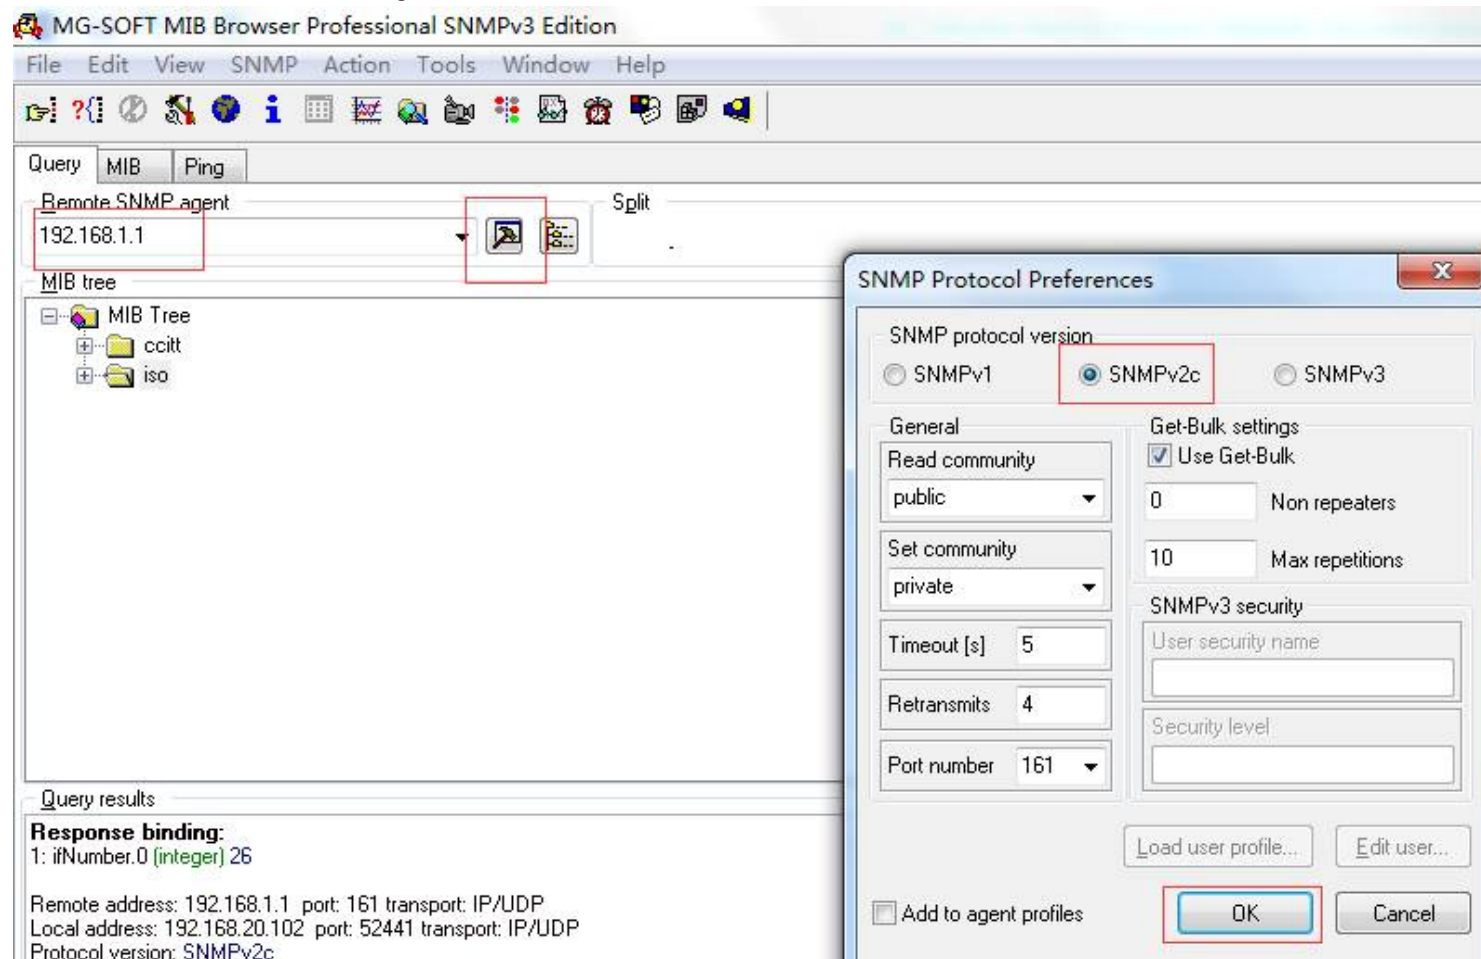 MG-SOFT MIB Browser Professional SNMPv3 Edition
File Edit View SNMP Action Tools Window Help
Query MIB Ping
Remote SNMP agent
192.168.1.1
Split
MIB tree
MIB Tree
ccitt
iso
Query results
Response binding:
1: ifNumber.0 (integer) 26
Remote address: 192.168.1.1 port: 161 transport: IP/UDP
Local address: 192.168.20.102 port: 52441 transport: IP/UDP
Protocol version: SNMPv2c
SNMP Protocol Preferences
SNMP protocol version
SNMPv1 SNMPv2c SNMPv3
General
Read community
public
Set community
private
Timeout [s] 5
Retransmits 4
Port number 161
Get-Bulk settings
Use Get-Bulk
0 Non repeaters
10 Max repetitions
SNMPv3 security
User security name
Security level
Load user profile... Edit user...
Add to agent profiles OK Cancel